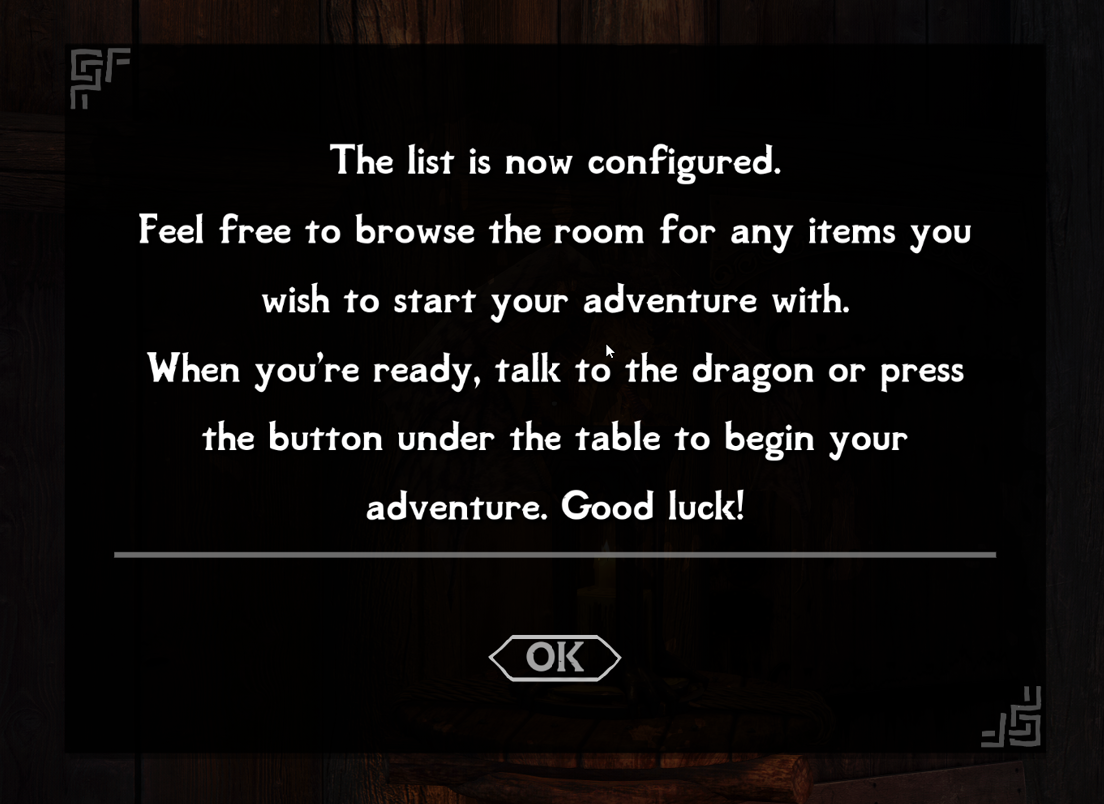 The list is now configured.
Feel free to browse the room for any items you
wish to start your adventure with.
When you're ready, talk to the dragon or press
the button under the table to begin your
adventure. Good luck!
OK